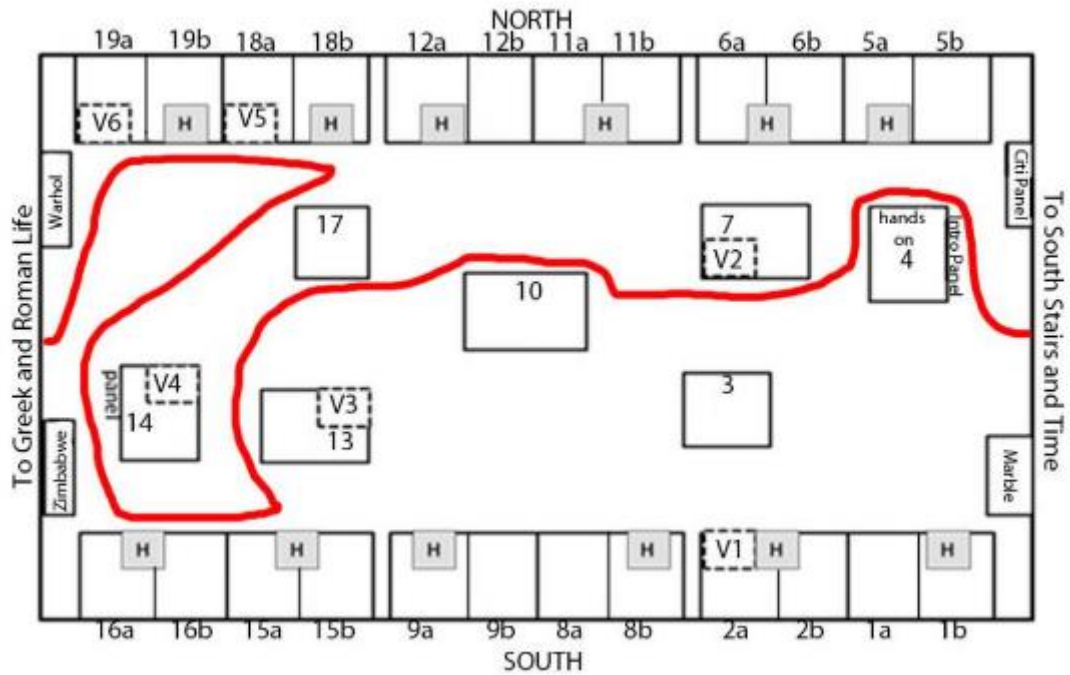 NORTH
19a 19b 18a 18b 12a 12b 11a 11b 6a 6b 5a 5b
V6 H V5 H H H H H
Warhol
Citi Panel
17
7
V2
hands
on
4
Intro Panel
10
To Greek and Roman Life
To South Stairs and Time
panel
V4
14
V3
13
3
Zimbabwe
Marble
H H H H V1 H H
16a 16b 15a 15b 9a 9b 8a 8b 2a 2b 1a 1b
SOUTH